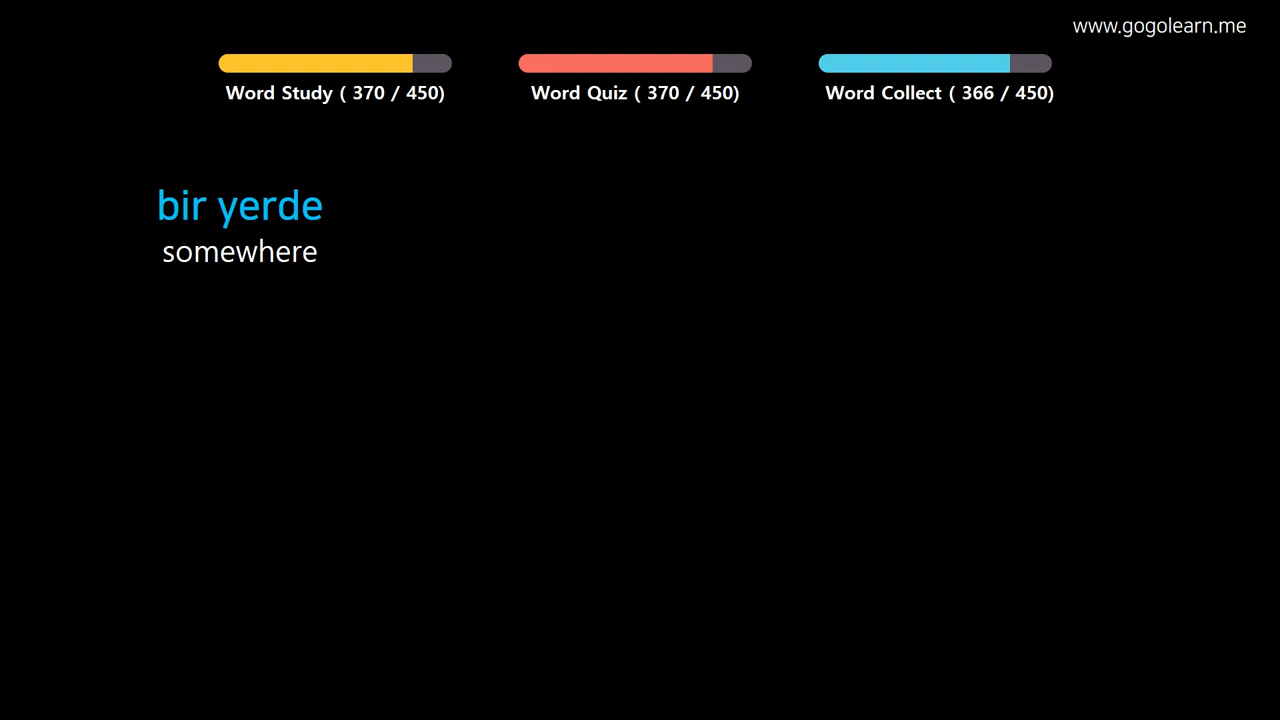 www.gogolearn.me
Word Study ( 370 / 450)
Word Quiz ( 370 / 450)
Word Collect ( 366 / 450)
bir yerde
somewhere